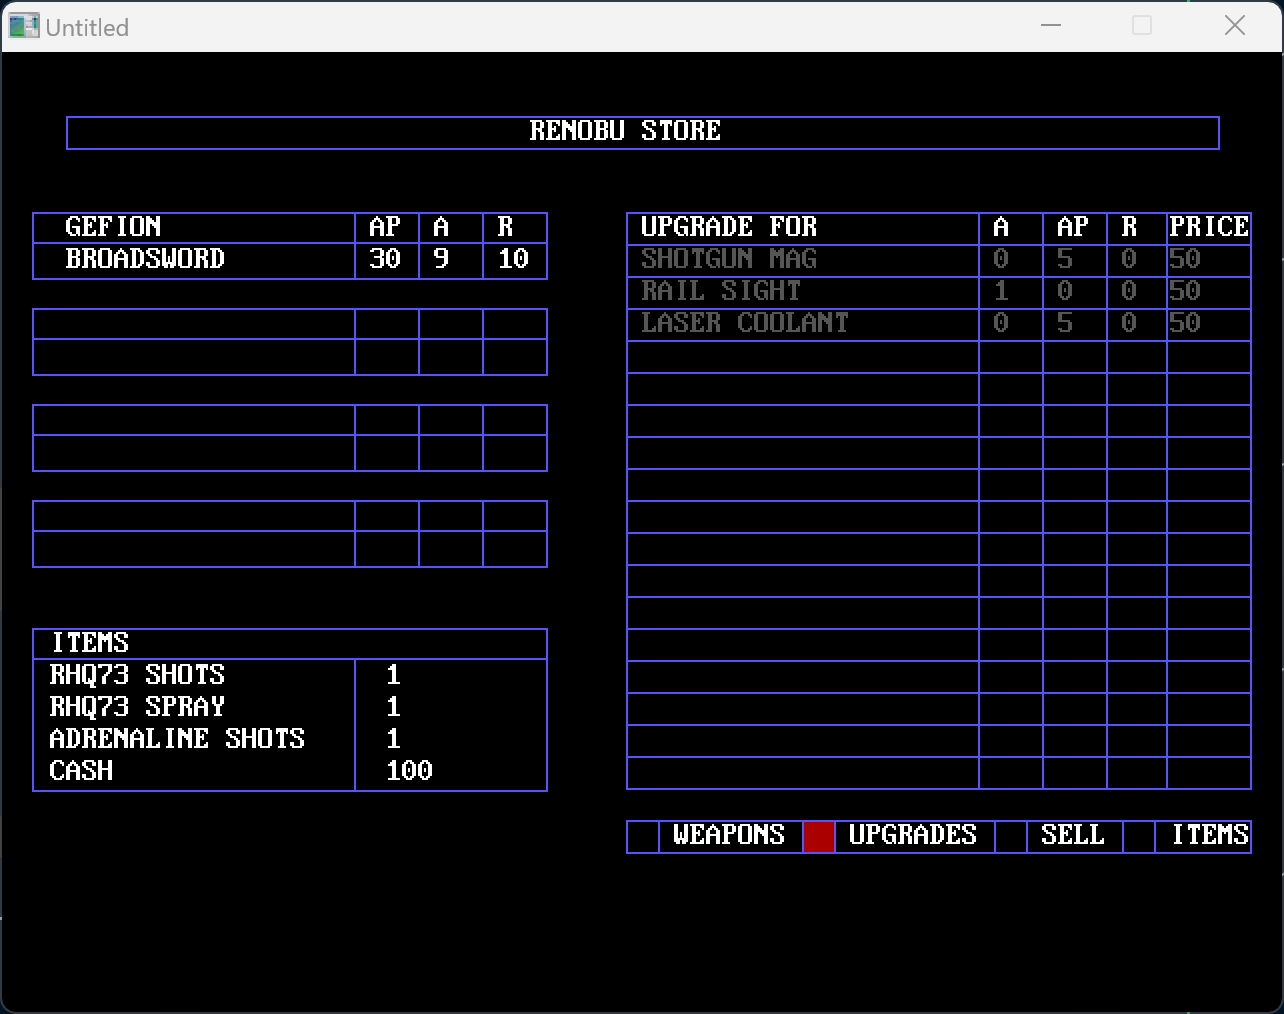 Untitled
RENOBU STORE
GEFION AP A R
BROADSWORD 30 9 10
ITEMS
RHQ73 SHOTS 1
RHQ73 SPRAY 1
ADRENALINE SHOTS 1
CASH 100
UPGRADE FOR A AP R PRICE
SHOTGUN MAG 0 5 0 50
RAIL SIGHT 1 0 0 50
LASER COOLANT 0 5 0 50
WEAPONS UPGRADES SELL ITEMS